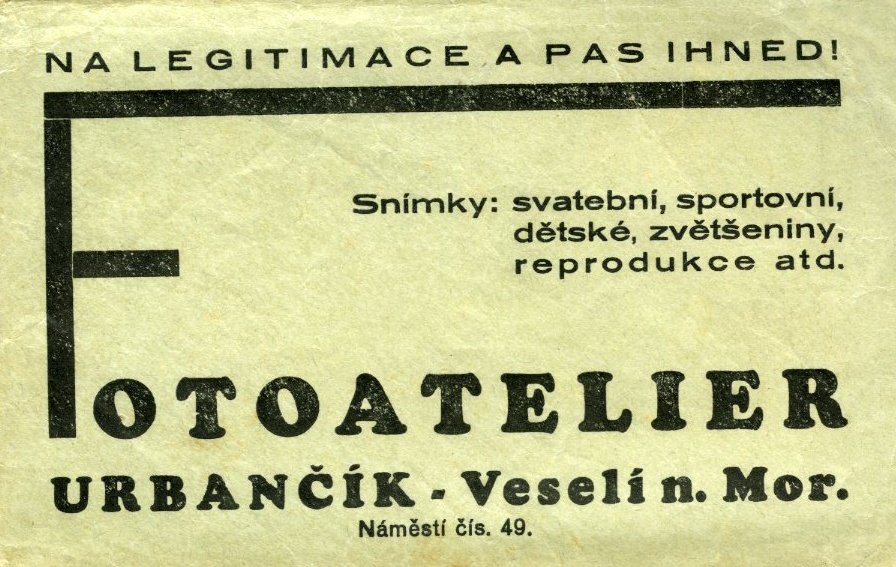 NA LEGITIMACE A PAS IHNED!
Snímky: svatební, sportovní,
dětské, zvětšeniny,
reprodukce atd.
FOTOATELIER
URBANČÍK - Veselí n. Mor.
Náměstí čís. 49.